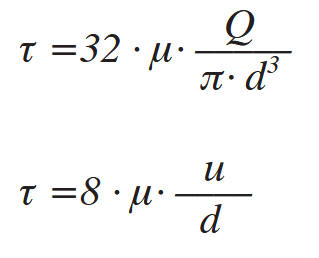 τ = 32 · μ · Q / π · d³
τ = 8 · μ · u / d